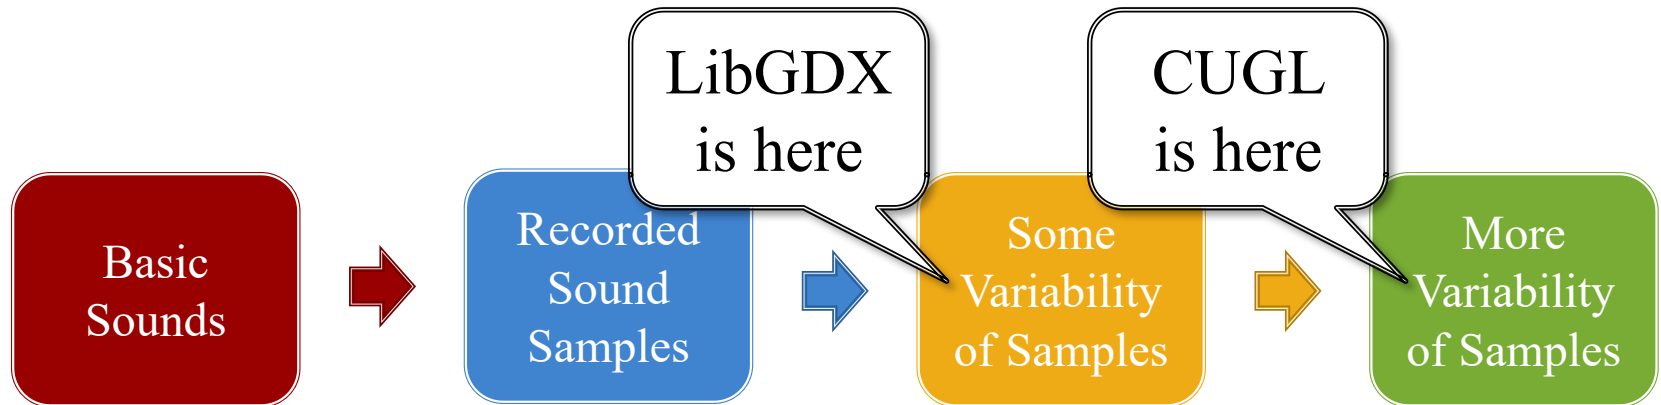 LibGDX
is here
CUGL
is here
Basic
Sounds
Recorded
Sound
Samples
Some
Variability
of Samples
More
Variability
of Samples